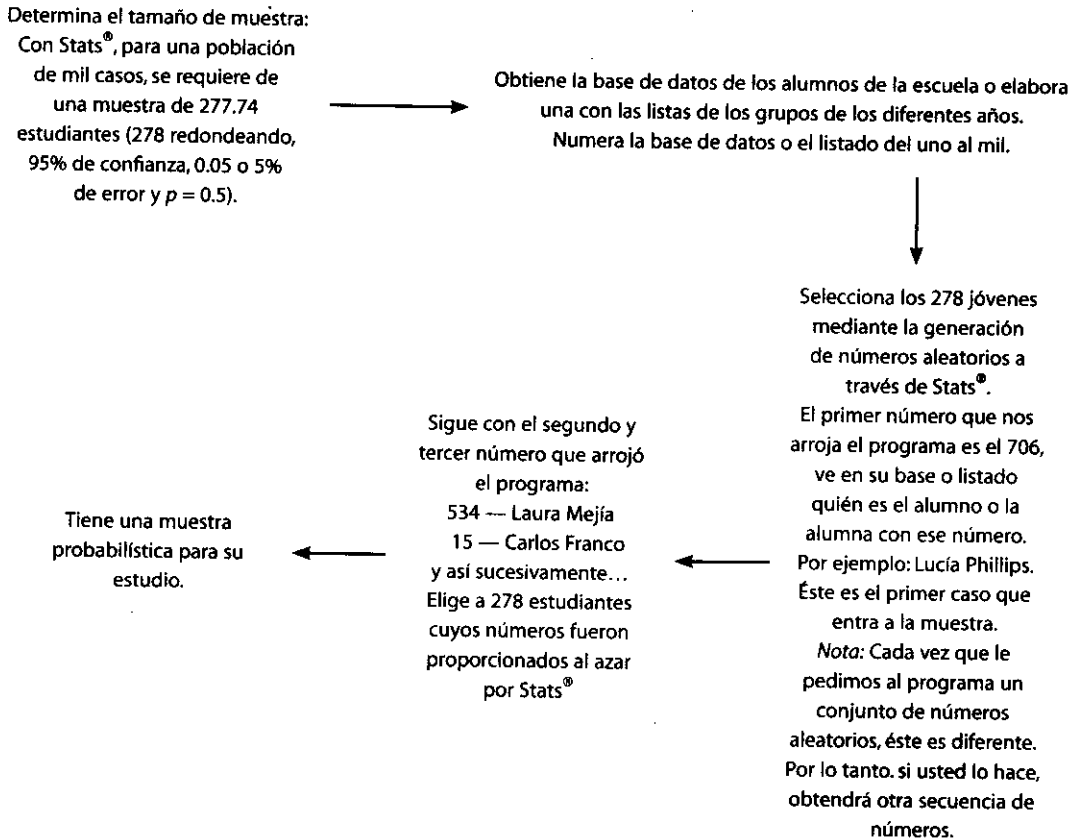 Determina el tamaño de muestra:
Con Stats®, para una población
de mil casos, se requiere de
una muestra de 277.74
estudiantes (278 redondeando,
95% de confianza, 0.05 o 5%
de error y p = 0.5).
Obtiene la base de datos de los alumnos de la escuela o elabora
una con las listas de los grupos de los diferentes años.
Numera la base de datos o el listado del uno al mil.
Selecciona los 278 jóvenes
mediante la generación
de números aleatorios a
través de Stats®.
El primer número que nos
arroja el programa es el 706,
ve en su base o listado
quién es el alumno o la
alumna con ese número.
Por ejemplo: Lucía Phillips.
Éste es el primer caso que
entra a la muestra.
Nota: Cada vez que le
pedimos al programa un
conjunto de números
aleatorios, éste es diferente.
Por lo tanto. si usted lo hace,
obtendrá otra secuencia de
números.
Sigue con el segundo y
tercer número que arrojó
el programa:
534 — Laura Mejía
15 — Carlos Franco
y así sucesivamente...
Elige a 278 estudiantes
cuyos números fueron
proporcionados al azar
por Stats®
Tiene una muestra
probabilística para su
estudio.